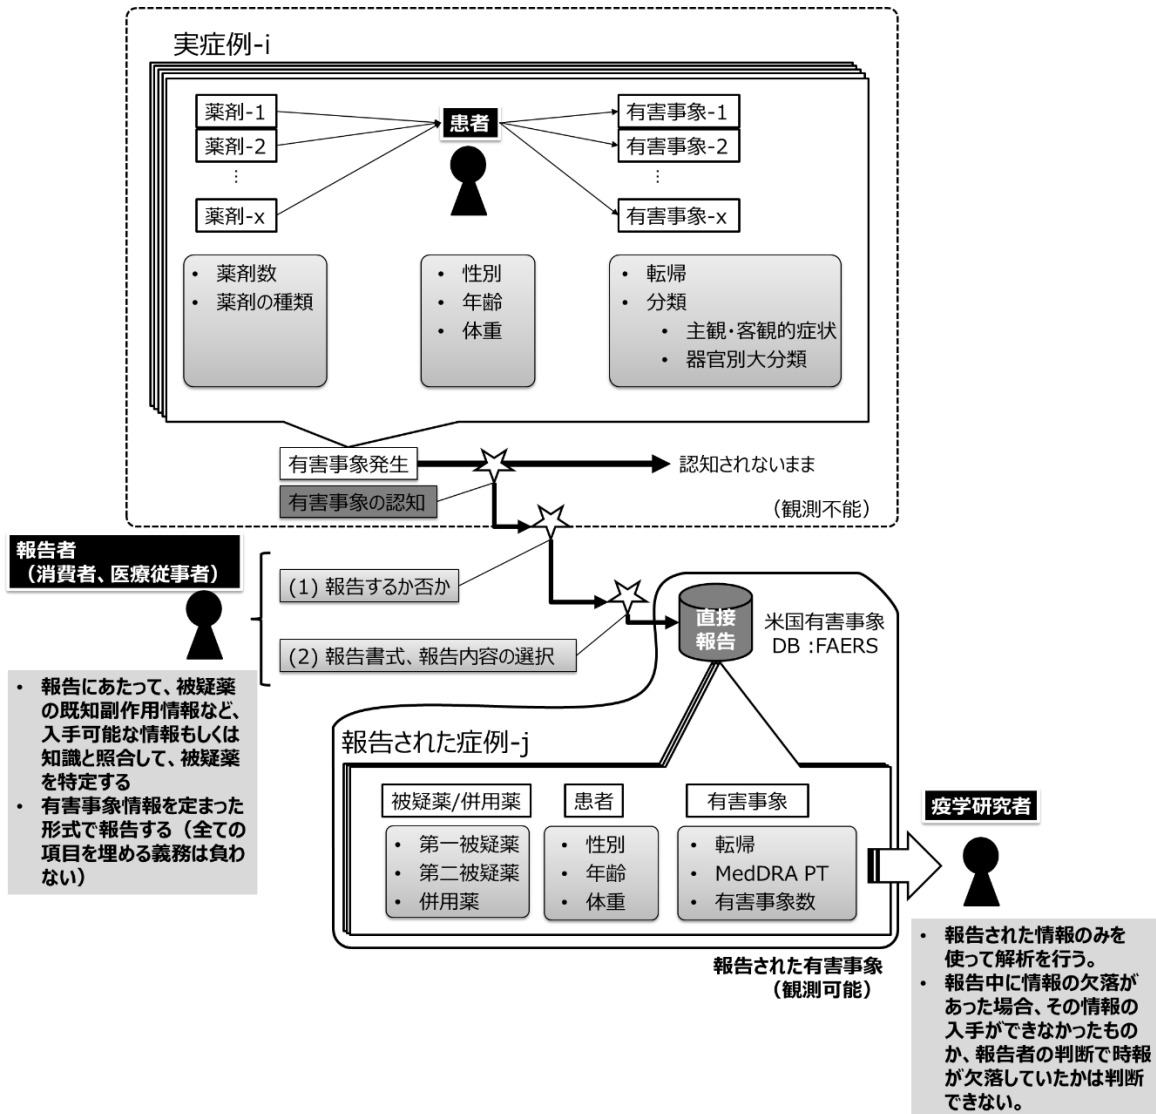 実症例-i
薬剤-1
薬剤-2
⋮
薬剤-x
患者
有害事象-1
有害事象-2
⋮
有害事象-x
• 薬剤数
• 薬剤の種類
• 性別
• 年齢
• 体重
• 転帰
• 分類
• 主観・客観的症状
• 器官別大分類
有害事象発生
認知されないまま
有害事象の認知
(観測不能)
報告者
(消費者、医療従事者)
(1) 報告するか否か
(2) 報告書式、報告内容の選択
直接
報告
米国有害事象
DB :FAERS
• 報告にあたって、被疑薬
の既知副作用情報など、
入手可能な情報もしくは
知識と照合して、被疑薬
を特定する
• 有害事象情報を定まった
形式で報告する(全ての
項目を埋める義務は負わ
ない)
報告された症例-j
被疑薬/併用薬
患者
有害事象
• 第一被疑薬
• 第二被疑薬
• 併用薬
• 性別
• 年齢
• 体重
• 転帰
• MedDRA PT
• 有害事象数
報告された有害事象
(観測可能)
疫学研究者
• 報告された情報のみを
使って解析を行う。
• 報告中に情報の欠落が
あった場合、その情報の
入手ができなかったもの
か、報告者の判断で時報
が欠落していたかは判断
できない。